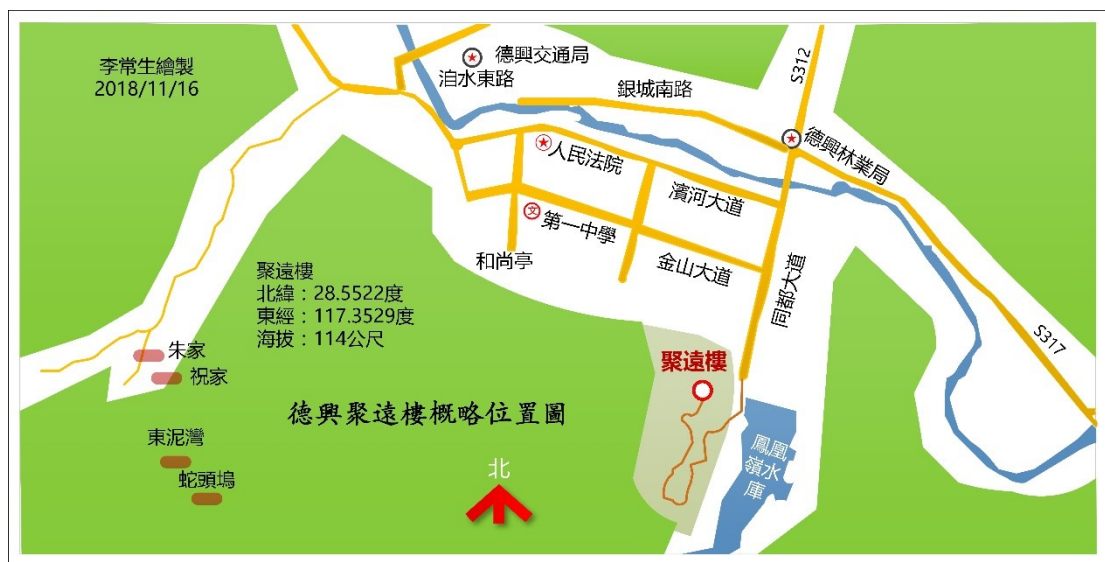 李常生繪製
2018/11/16
德興交通局
泊水東路
銀城南路
S312
德興林業局
人民法院
濱河大道
第一中學
和尚亭
金山大道
同都大道
聚遠樓
北緯：28.5522度
東經：117.3529度
海拔：114公尺
S317
朱家
祝家
聚遠樓
德興聚遠樓概略位置圖
東泥灣
蛇頭塢
北
鳳凰
嶺水
庫
文